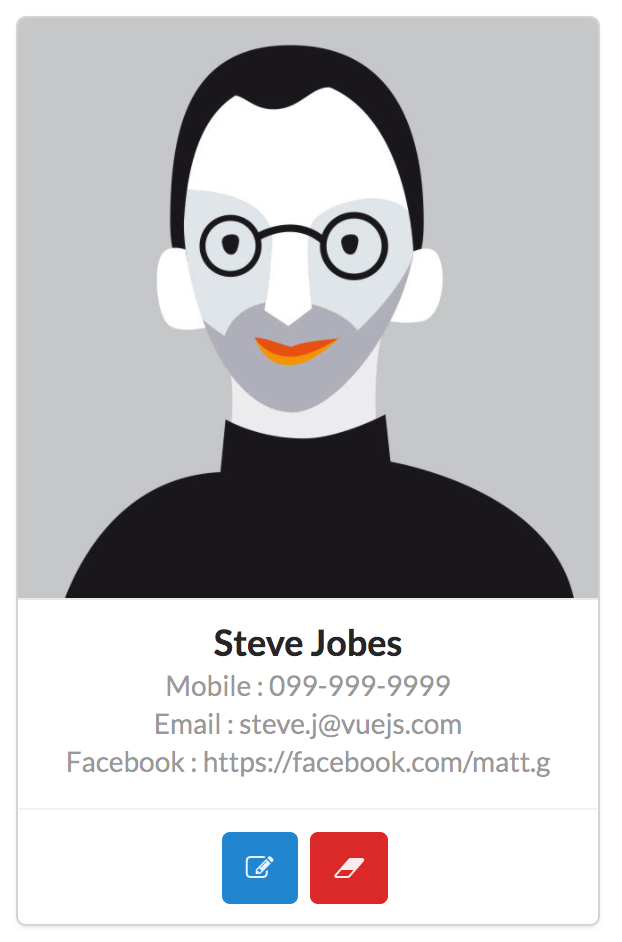 Steve Jobes
Mobile : 099-999-9999
Email : steve.j@vuejs.com
Facebook : https://facebook.com/matt.g